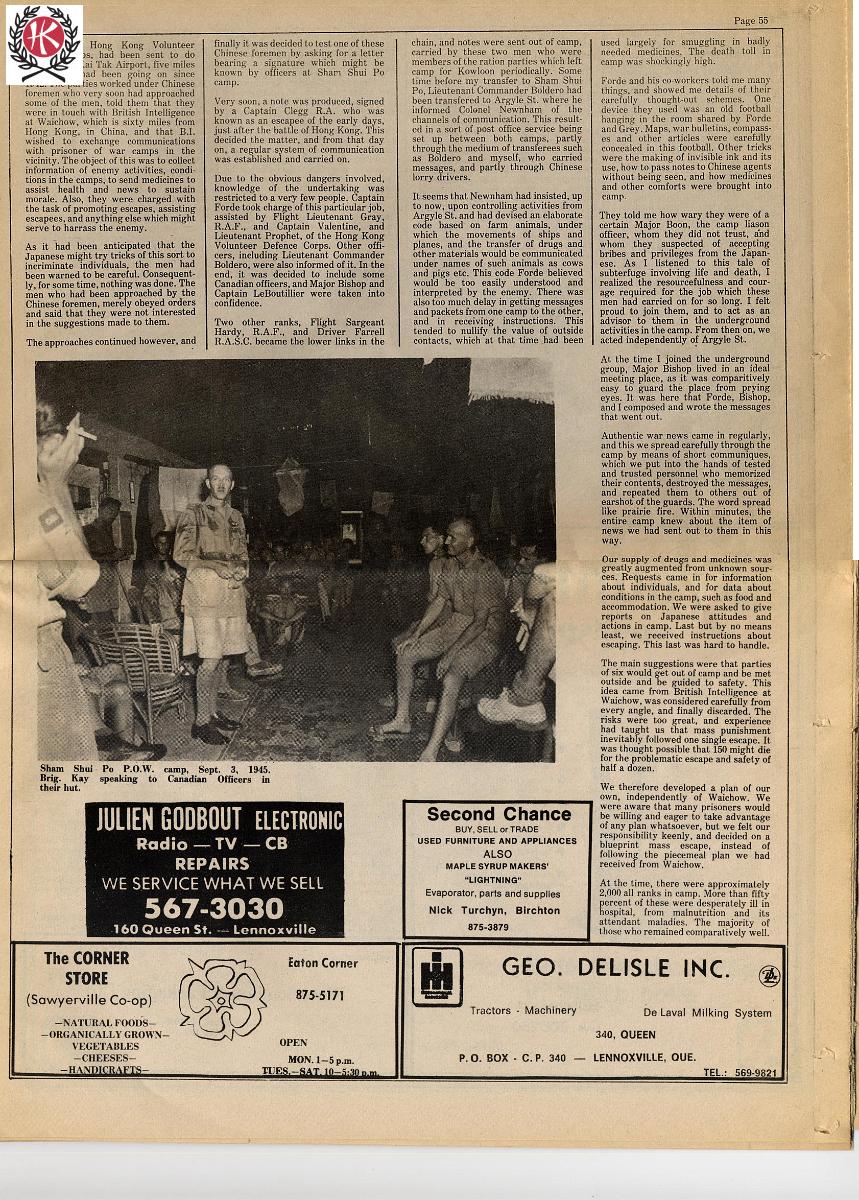 Page 55
Hong Kong Volunteer
had been sent to do
Tak Airport, five miles
had been going on since
parties worked under Chinese
foremen who very soon had approached
some of the men, told them that they
were in touch with British Intelligence
at Waichow, which is sixty miles from
Hong Kong, in China, and that B.I.
wished to exchange communications
with prisoner of war camps in the
vicinity. The object of this was to collect
information of enemy activities, condi-
tions in the camps, to send medicines to
assist health and news to sustain
morale. Also, they were charged with
the task of promoting escapes, assisting
escapees, and anything else which might
serve to harrass the enemy.
As it had been anticipated that the
Japanese might try tricks of this sort to
incriminate individuals, the men had
been warned to be careful. Consequent-
ly, for some time, nothing was done. The
men who had been approached by the
Chinese foremen, merely obeyed orders
and said that they were not interested
in the suggestions made to them.
The approaches continued however, and
finally it was decided to test one of these
Chinese foremen by asking for a letter
bearing a signature which might be
known by officers at Sham Shui Po
camp.
Very soon, a note was produced, signed
by a Captain Clegg R.A. who was
known as an escapee of the early days,
just after the battle of Hong Kong. This
decided the matter, and from that day
on, a regular system of communication
was established and carried on.
Due to the obvious dangers involved,
knowledge of the undertaking was
restricted to a very few people. Captain
Forde took charge of this particular job,
assisted by Flight Lieutenant Gray,
R.A.F., and Captain Valentine, and
Lieutenant Prophet, of the Hong Kong
Volunteer Defence Corps. Other offi-
cers, including Lieutenant Commander
Boldero, were also informed of it. In the
end, it was decided to include some
Canadian officers, and Major Bishop and
Captain LeBoutillier were taken into
confidence.
Two other ranks, Flight Sargeant
Hardy, R.A.F., and Driver Farrell
R.A.S.C. became the lower links in the
chain, and notes were sent out of camp,
carried by these two men who were
members of the ration parties which left
camp for Kowloon periodically. Some
time before my transfer to Sham Shui
Po, Lieutenant Commander Boldero had
been transferred to Argyle St. where he
informed Colonel Newnham of the
channels of communication. This result-
ed in a sort of post office service being
set up between both camps, partly
through the medium of transferees such
as Boldero and myself, who carried
messages, and partly through Chinese
lorry drivers.
It seems that Newnham had insisted, up
to now, upon controlling activities from
Argyle St. and had devised an elaborate
code based on farm animals, under
which the movements of ships and
planes, and the transfer of drugs and
other materials would be communicated
under names of such animals as cows
and pigs etc. This code Forde believed
would be too easily understood and
interpreted by the enemy. There was
also too much delay in getting messages
and packets from one camp to the other,
and in receiving instructions. This
tended to nullify the value of outside
contacts, which at that time had been
used largely for smuggling in badly
needed medicines. The death toll in
camp was shockingly high.
Forde and his co-workers told me many
things, and showed me details of their
carefully thought-out schemes. One
device they used was an old football
hanging in the room shared by Forde
and Grey. Maps, war bulletins, compass-
es and other articles were carefully
concealed in this football. Other tricks
were the making of invisible ink and its
use, how to pass notes to Chinese agents
without being seen, and how medicines
and other comforts were brought into
camp.
They told me how wary they were of a
certain Major Boon, the camp liason
officer, whom they did not trust, and
whom they suspected of accepting
bribes and privileges from the Japan-
ese. As I listened to this tale of
subterfuge involving life and death, I
realized the resourcefulness and cour-
age required for the job which these
men had carried on for so long. I felt
proud to join them, and to act as an
advisor to them in the underground
activities in the camp. From then on, we
acted independently of Argyle St.
At the time I joined the underground
group, Major Bishop lived in an ideal
meeting place, as it was comparitively
easy to guard the place from prying
eyes. It was here that Forde, Bishop,
and I composed and wrote the messages
that went out.
Authentic war news came in regularly,
and this we spread carefully through the
camp by means of short communiques,
which we put into the hands of tested
and trusted personnel who memorized
their contents, destroyed the messages,
and repeated them to others out of
earshot of the guards. The word spread
like prairie fire. Within minutes, the
entire camp knew about the item of
news we had sent out to them in this
way.
Our supply of drugs and medicines was
greatly augmented from unknown sour-
ces. Requests came in for information
about individuals, and for data about
conditions in the camp, such as food and
accommodation. We were asked to give
reports on Japanese attitudes and
actions in camp. Last but by no means
least, we received instructions about
escaping. This last was hard to handle.
The main suggestions were that parties
of six would get out of camp and be met
outside and be guided to safety. This
idea came from British Intelligence at
Waichow, was considered carefully from
every angle, and finally discarded. The
risks were too great, and experience
had taught us that mass punishment
inevitably followed one single escape. It
was thought possible that 150 might die
for the problematic escape and safety of
half a dozen.
We therefore developed a plan of our
own, independently of Waichow. We
were aware that many prisoners would
be willing and eager to take advantage
of any plan whatsoever, but we felt our
responsibility keenly, and decided on a
blueprint mass escape, instead of
following the piecemeal plan we had
received from Waichow.
At the time, there were approximately
2,000 all ranks in camp. More than fifty
percent of these were desperately ill in
hospital, from malnutrition and its
attendant maladies. The majority of
those who remained comparatively well.
Sham Shui Po P.O.W. camp, Sept. 3, 1945.
Brig. Kay speaking to Canadian Officers in
their hut.
JULIEN GODBOUT ELECTRONIC
Radio — TV — CB
REPAIRS
WE SERVICE WHAT WE SELL
567-3030
160 Queen St. — Lennoxville
Second Chance
BUY, SELL or TRADE
USED FURNITURE AND APPLIANCES
ALSO
MAPLE SYRUP MAKERS'
"LIGHTNING"
Evaporator, parts and supplies
Nick Turchyn, Birchton
875-3879
The CORNER
STORE
(Sawyerville Co-op)
—NATURAL FOODS—
—ORGANICALLY GROWN—
VEGETABLES
—CHEESES—
—HANDICRAFTS—
Eaton Corner
875-5171
OPEN
MON. 1—5 p.m.
TUES.—SAT. 10—5:30 p.m.
GEO. DELISLE INC.
Tractors - Machinery
De Laval Milking System
340, QUEEN
P.O. BOX - C.P. 340 — LENNOXVILLE, QUE.
TEL.: 569-9821